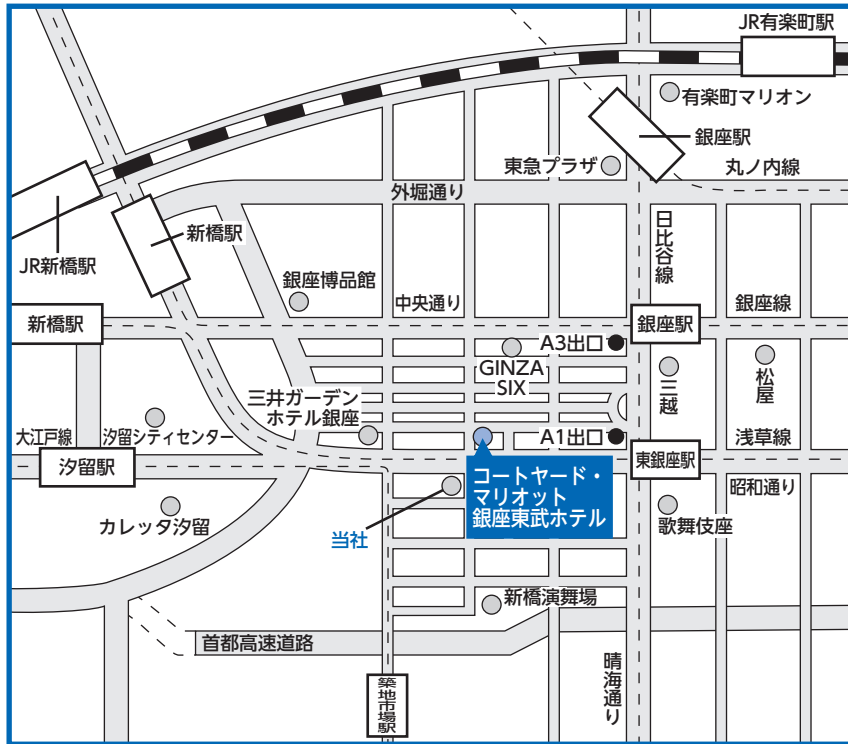 JR有楽町駅
有楽町マリオン
銀座駅
東急プラザ
丸ノ内線
外堀通り
日比谷線
新橋駅
JR新橋駅
銀座博品館
中央通り
銀座線
新橋駅
銀座駅
A3出口
GINZA
SIX
三越
松屋
三井ガーデン
ホテル銀座
大江戸線
汐留シティセンター
A1出口
浅草線
汐留駅
東銀座駅
コートヤード・
マリオット
銀座東武ホテル
昭和通り
カレッタ汐留
当社
歌舞伎座
新橋演舞場
首都高速道路
晴海通り
築地市場駅